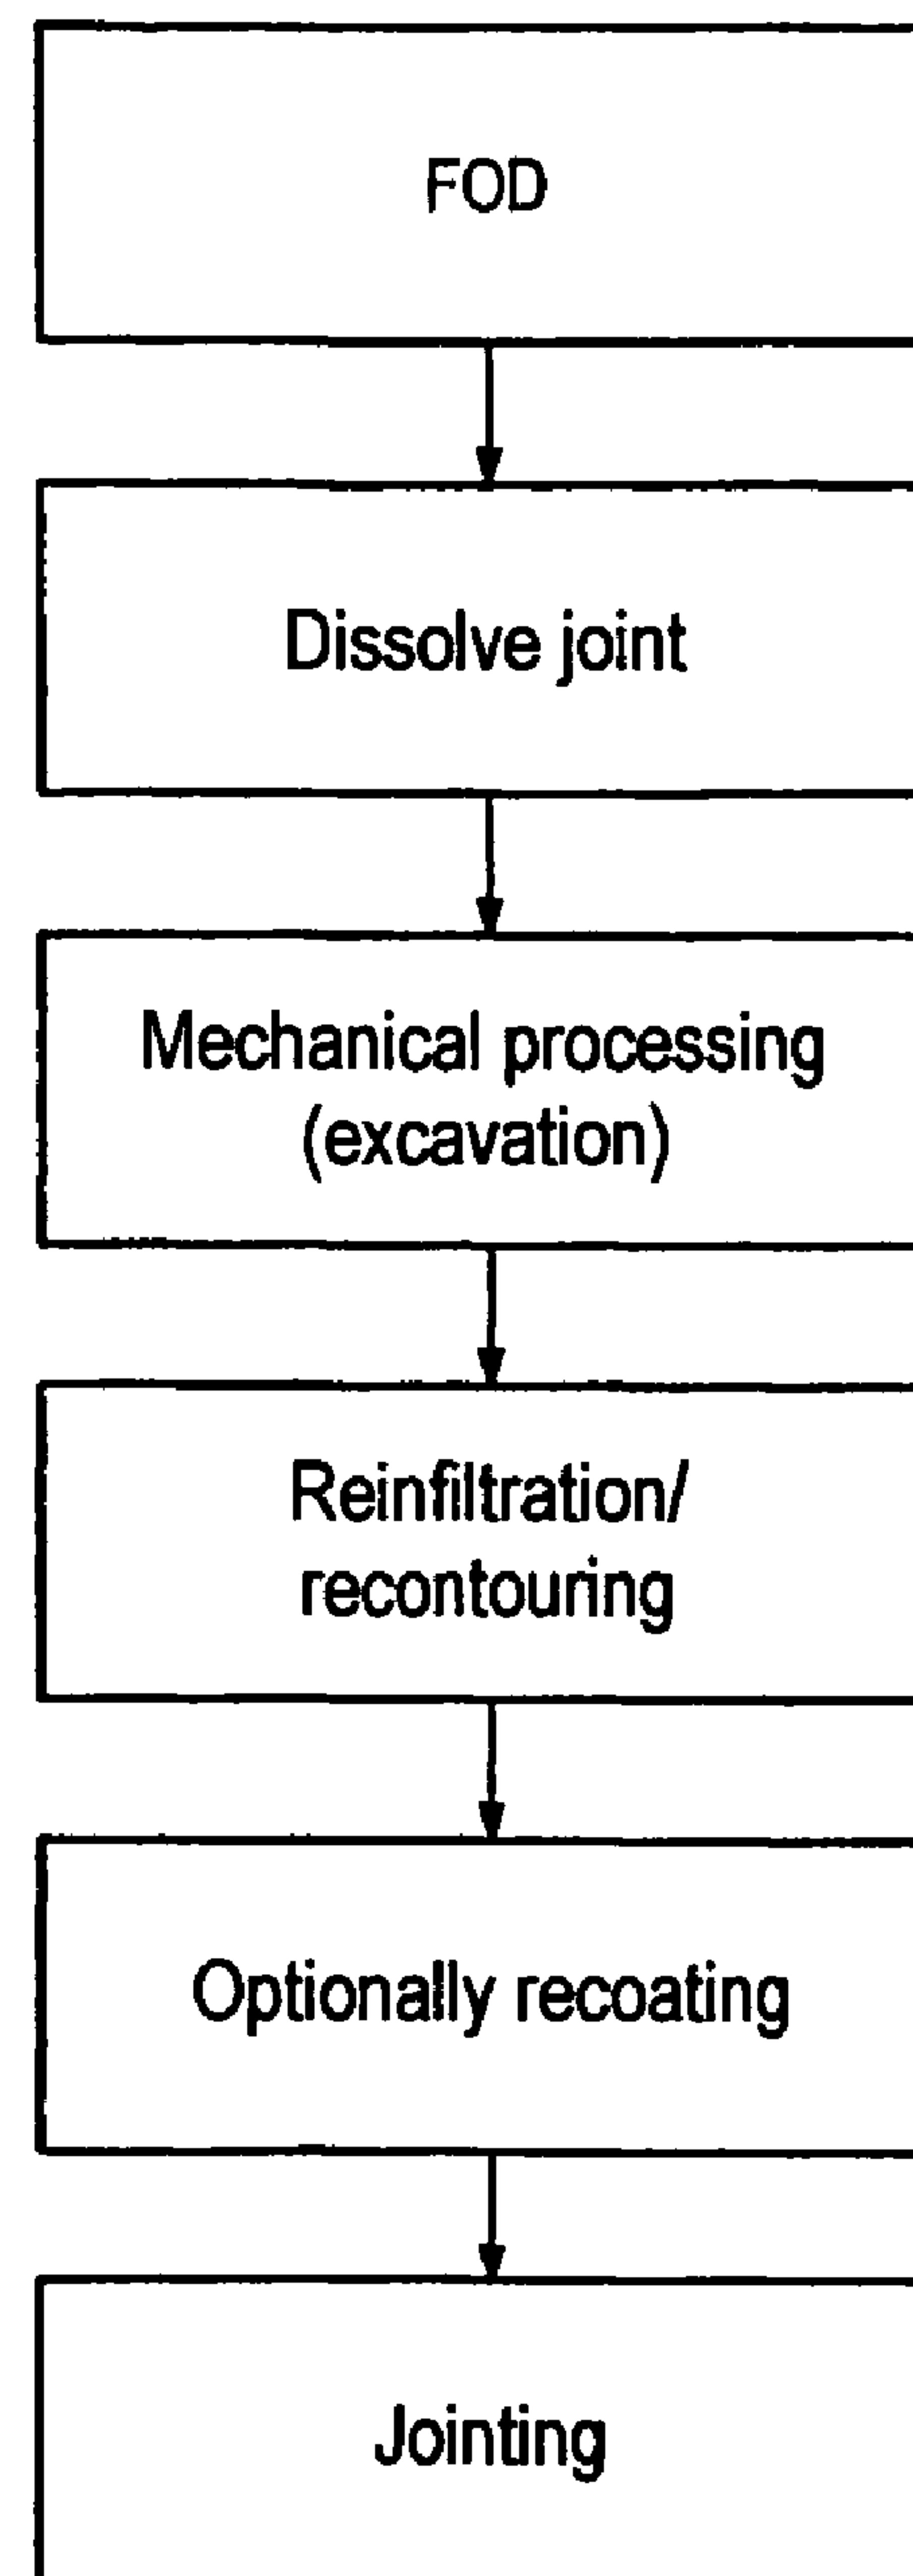 FOD
Dissolve joint
Mechanical processing
(excavation)
Reinfiltration/
recontouring
Optionally recoating
Jointing